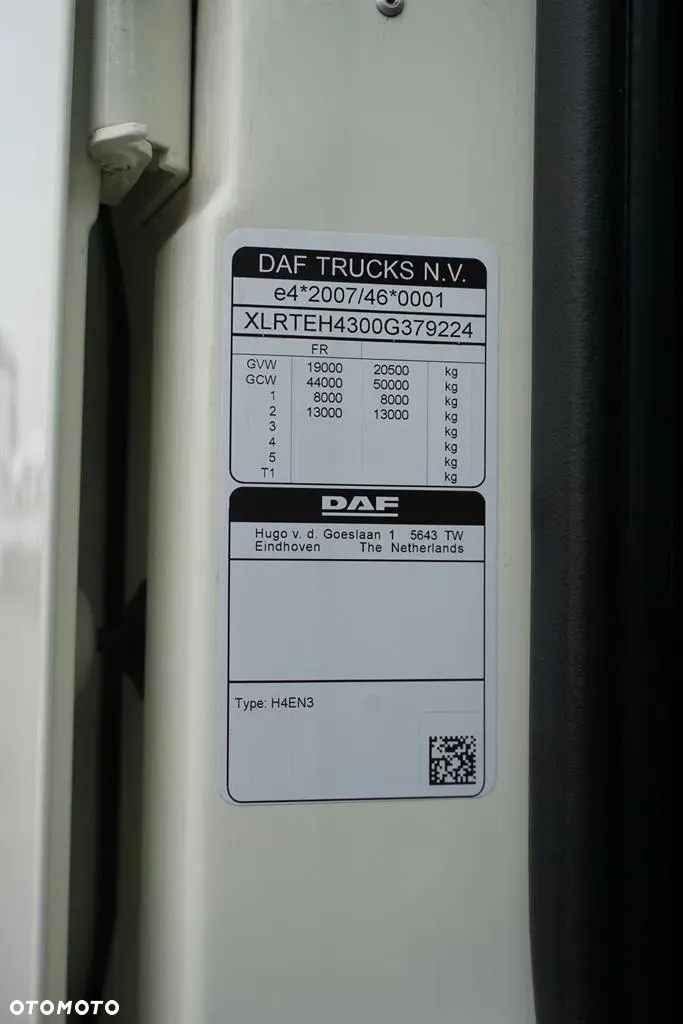 DAF TRUCKS N.V.
e4*2007/46*0001
XLRTEH4300G379224
FR
GVW 19000 20500 kg
GCW 44000 50000 kg
1 8000 8000 kg
2 13000 13000 kg
3 kg
4 kg
5 kg
T1 kg
DAF
Hugo v. d. Goeslaan 1 5643 TW
Eindhoven The Netherlands
Type: H4EN3
OTOMOTO